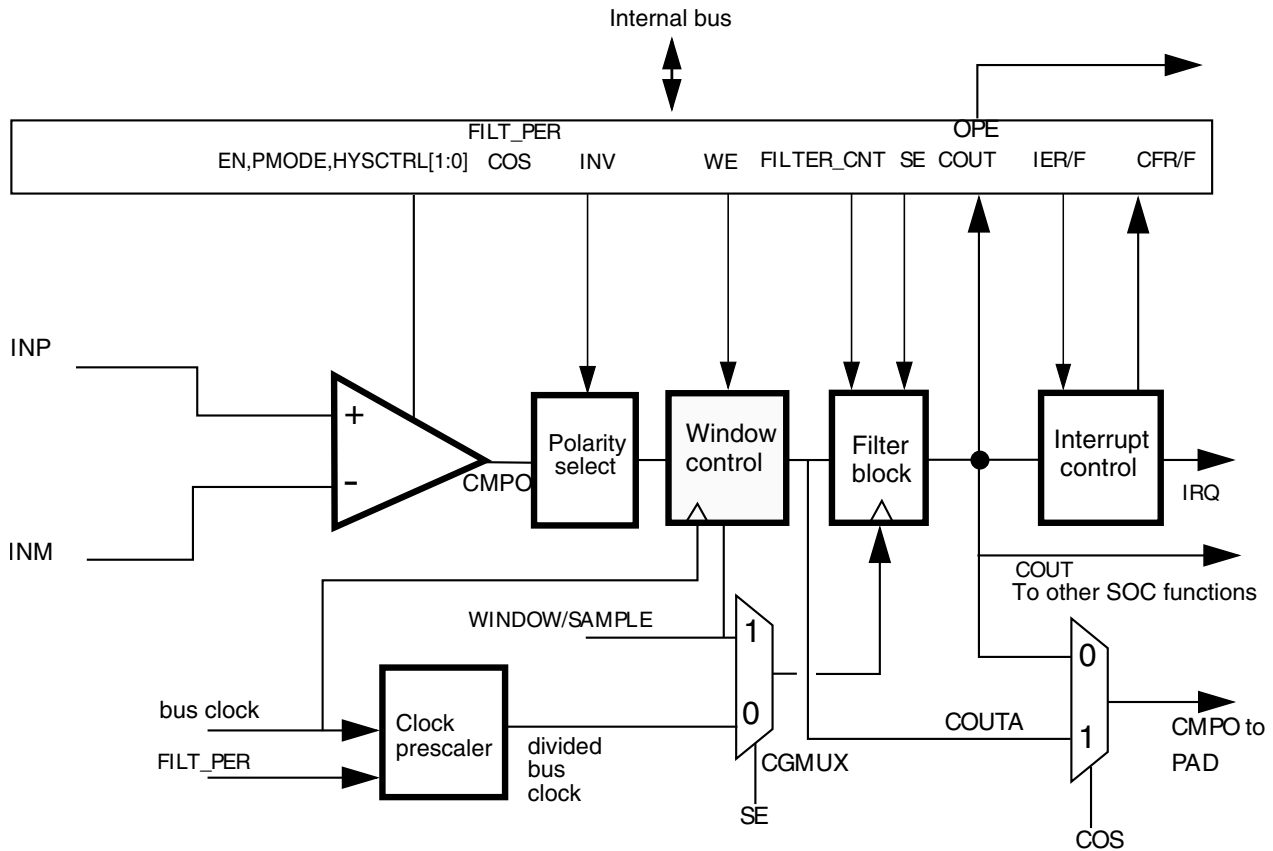 Internal bus
FILT_PER
OPE
EN,PMODE,HYSCTRL[1:0]
COS
INV
WE
FILTER_CNT
SE
COUT
IER/F
CFR/F
INP
+
-
INM
CMPO
Polarity
select
Window
control
Filter
block
Interrupt
control
IRQ
COUT
To other SOC functions
WINDOW/SAMPLE
1
0
CGMUX
SE
bus clock
FILT_PER
Clock
prescaler
divided
bus
clock
COUTA
0
1
COS
CMPO to
PAD